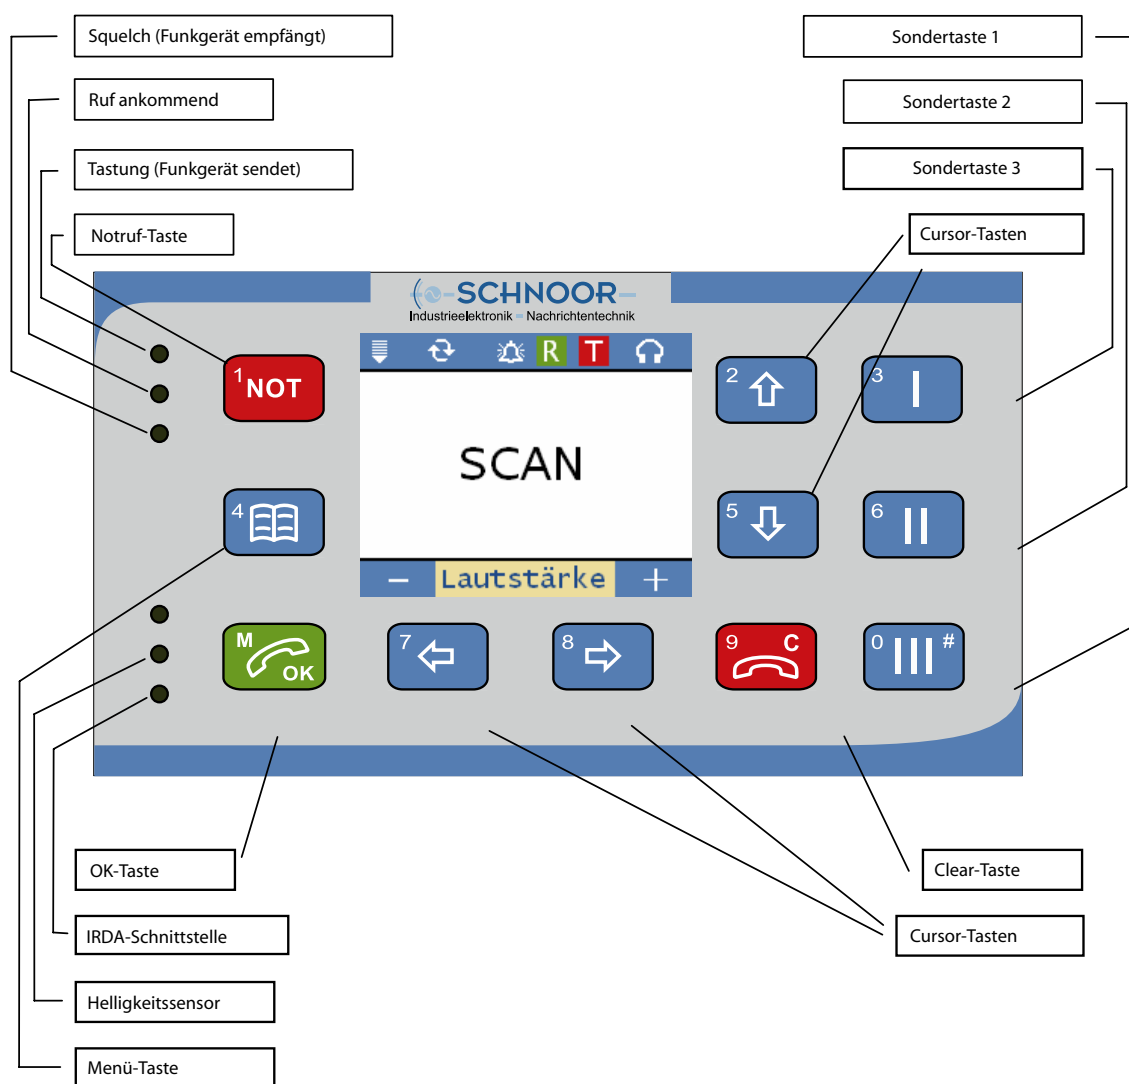 Squelch (Funkgerät empfängt)
Sondertaste 1
Ruf ankommend
Sondertaste 2
Tastung (Funkgerät sendet)
Sondertaste 3
Notruf-Taste
Cursor-Tasten
SCHNOOR
Industrieelektronik – Nachrichtentechnik
R T
1 NOT
2
3 I
SCAN
4
5
6 II
– Lautstärke +
M OK
7
8
9 C
0 III #
OK-Taste
Clear-Taste
IRDA-Schnittstelle
Cursor-Tasten
Helligkeitssensor
Menü-Taste